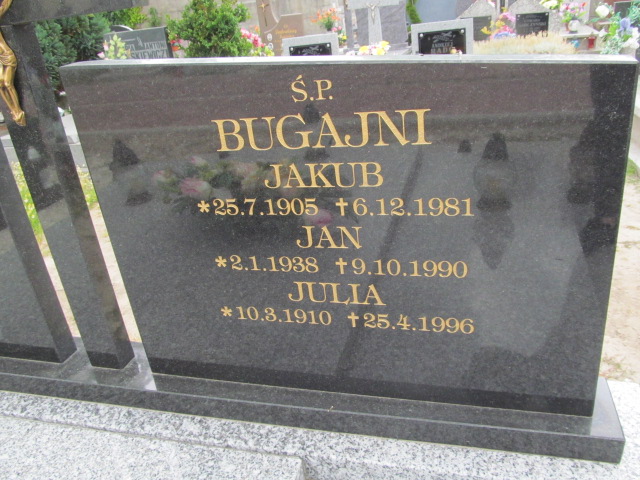 Ś.P.
BUGAJNI
JAKUB
*25.7.1905 ✝6.12.1981
JAN
*2.1.1938 ✝9.10.1990
JULIA
*10.3.1910 ✝25.4.1996